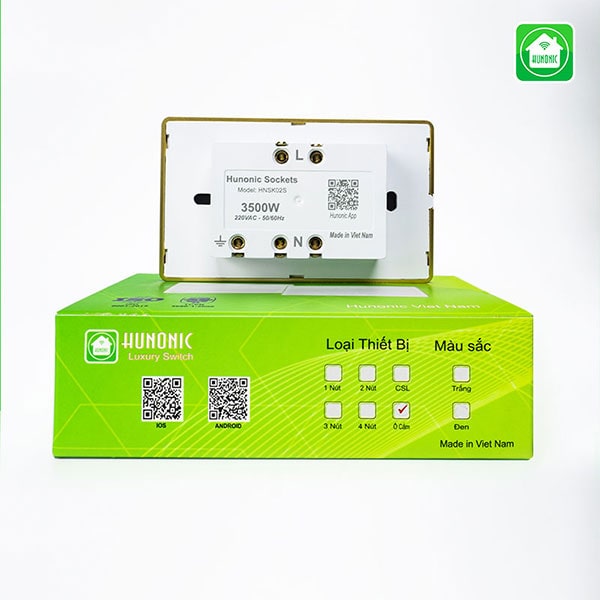 HUNONIC
L
Hunonic Sockets
Model: HNSK02S
3500W
220VAC - 50/60Hz
Hunonic App
N
Made in Viet Nam
ISO
Hunonic Viet Nam
HUNONIC
Luxury Switch
IOS
ANDROID
Loại Thiết Bị
1 Nút
2 Nút
CSL
3 Nút
4 Nút
Ổ Cắm
Màu sắc
Trắng
Đen
Made in Viet Nam